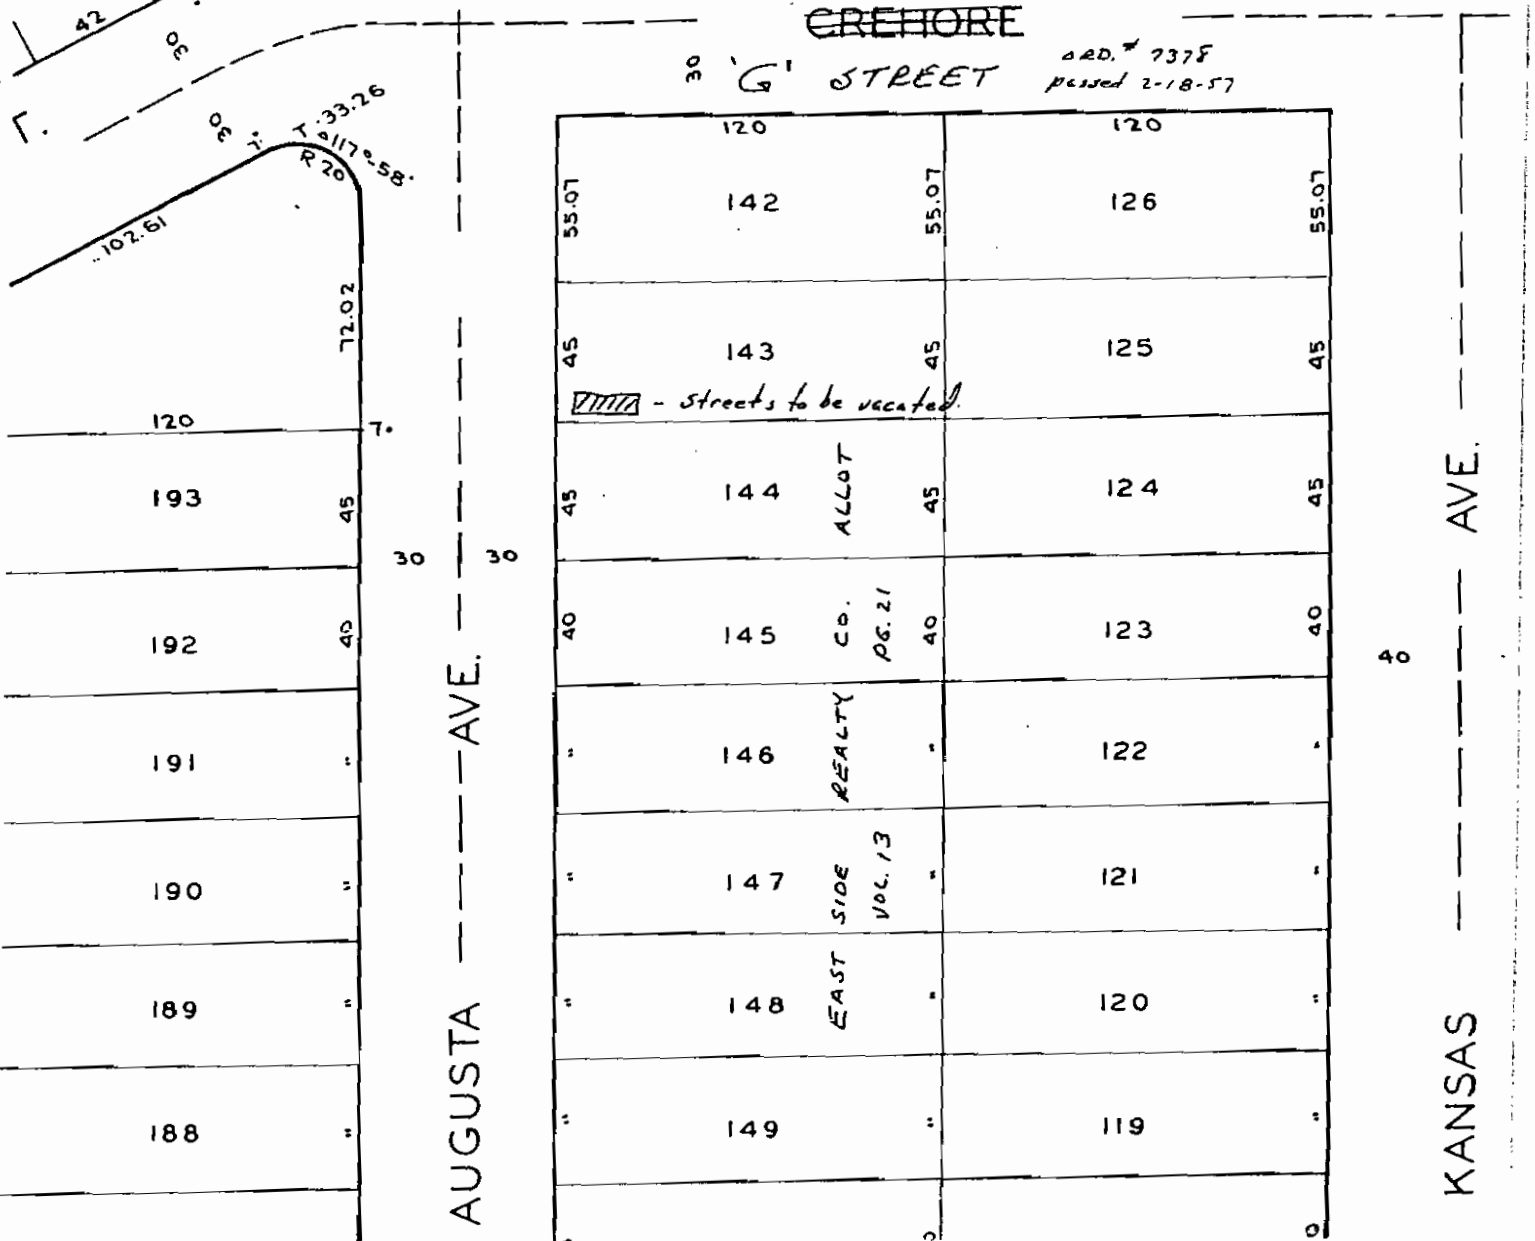 42
30
CREHORE
30 'G' STREET
ORD. # 7378
passed 2-18-57
30
7.
T. 33.26
117°-58'
R 20
102.61
72.02
120
7.
193
45
192
40
191
"
190
"
189
"
188
"
30 30
AUGUSTA AVE.
120 120
55.07 142 55.07 126 55.07
45 143 45 125 45
- streets to be vacated.
45 144 45 124 45
40 145 40 123 40
" 146 " 122 "
" 147 " 121 "
" 148 " 120 "
" 149 " 119 "
EAST SIDE REALTY CO. ALLOT
VOL. 13 PG. 21
40
KANSAS AVE.